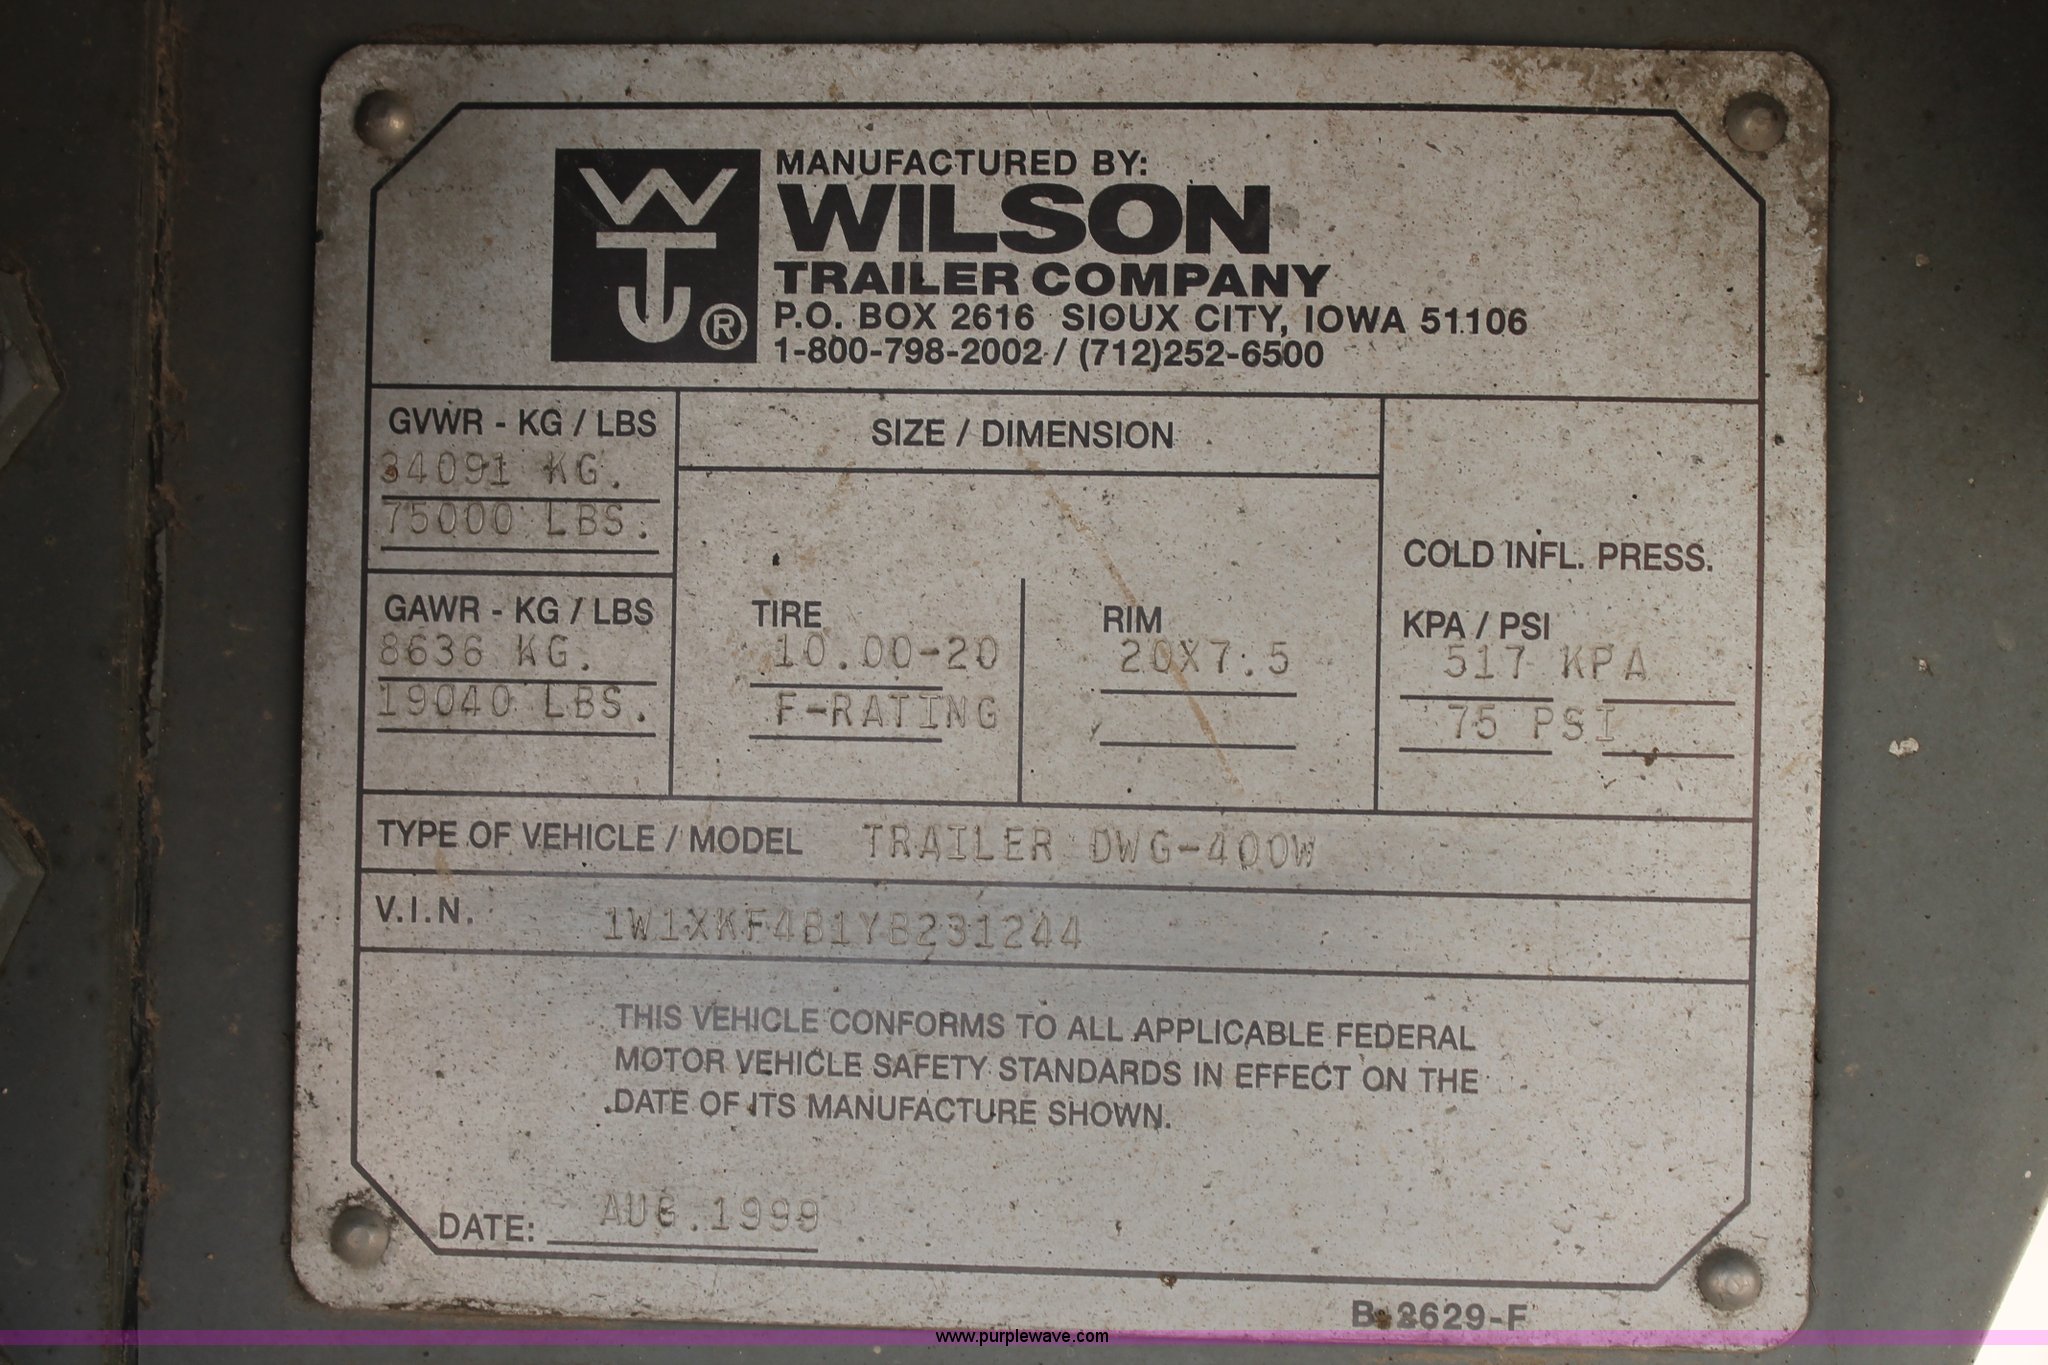 MANUFACTURED BY:
WILSON
TRAILER COMPANY
P.O. BOX 2616 SIOUX CITY, IOWA 51106
1-800-798-2002 / (712)252-6500
WT ®
GVWR - KG / LBS
34091 KG.
75000 LBS.
GAWR - KG / LBS
8636 KG.
19040 LBS.
SIZE / DIMENSION
TIRE
10.00-20
F-RATING
RIM
20X7.5
COLD INFL. PRESS.
KPA / PSI
517 KPA
75 PSI
TYPE OF VEHICLE / MODEL TRAILER DWG-400W
V.I.N. 1W1XKF4B1YB231244
THIS VEHICLE CONFORMS TO ALL APPLICABLE FEDERAL
MOTOR VEHICLE SAFETY STANDARDS IN EFFECT ON THE
DATE OF ITS MANUFACTURE SHOWN.
DATE: AUG.1999
B-2629-F
www.purplewave.com